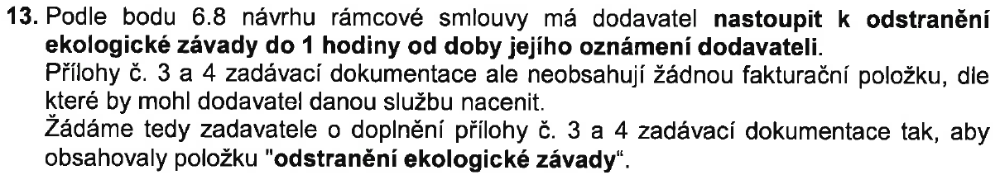 13. Podle bodu 6.8 návrhu rámcové smlouvy má dodavatel nastoupit k odstranění
ekologické závady do 1 hodiny od doby jejího oznámení dodavateli.
Přílohy č. 3 a 4 zadávací dokumentace ale neobsahují žádnou fakturační položku, dle
které by mohl dodavatel danou službu nacenit.
Žádáme tedy zadavatele o doplnění přílohy č. 3 a 4 zadávací dokumentace tak, aby
obsahovaly položku "odstranění ekologické závady“.